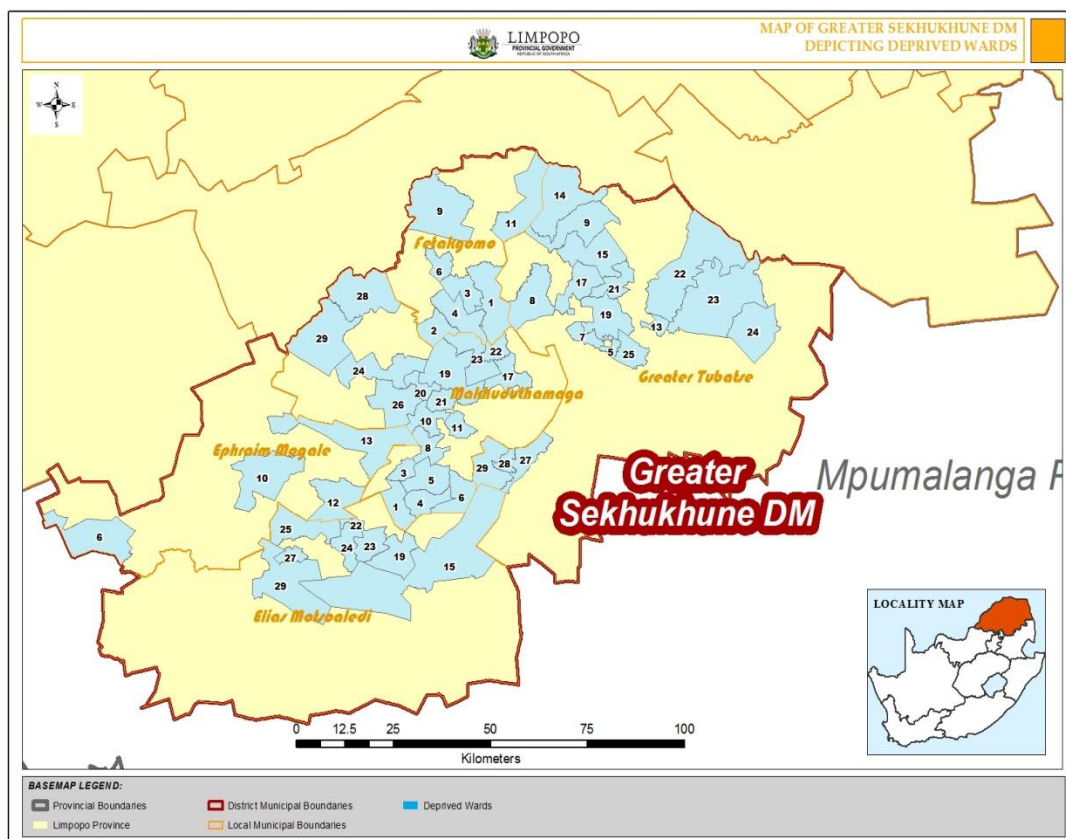 LIMPOPO
PROVINCIAL GOVERNMENT
REPUBLIC OF SOUTH AFRICA
MAP OF GREATER SEKHUKHUNE DM
DEPICTING DEPRIVED WARDS
N
W E
S
14
9
9
11
Fetakgomo
15
6
22
17
21
28
3
1
8
23
4
19
13
24
2
7
29
22
5
25
23
24
19
17
Greater Tubatse
20
Makhuduthamaga
26
21
10
11
13
8
27
Ephraim Mogale
29
28
3
5
10
12
6
4
1
25
22
6
24
23
19
27
15
29
Elias Motsoaledi
Greater
Sekhukhune DM
Mpumalanga P
LOCALITY MAP
0 12.5 25 50 75 100
Kilometers
BASEMAP LEGEND:
Provincial Boundaries
District Municipal Boundaries
Deprived Wards
Limpopo Province
Local Municipal Boundaries